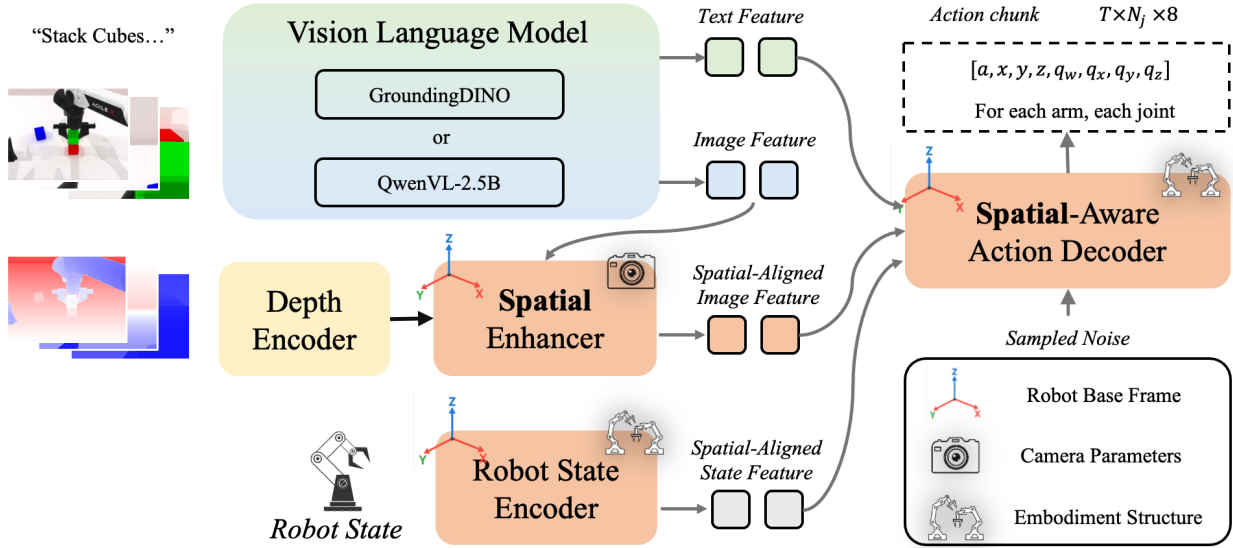 “Stack Cubes…”
Vision Language Model
GroundingDINO
or
QwenVL-2.5B
Text Feature
Image Feature
Action chunk
T×N_j×8
[a, x, y, z, q_w, q_x, q_y, q_z]
For each arm, each joint
Z
Y
X
Spatial-Aware
Action Decoder
Sampled Noise
Depth
Encoder
Z
Y
X
Spatial
Enhancer
Spatial-Aligned
Image Feature
Robot State
Z
Y
X
Robot State
Encoder
Spatial-Aligned
State Feature
Z
Y
X
Robot Base Frame
Camera Parameters
Embodiment Structure